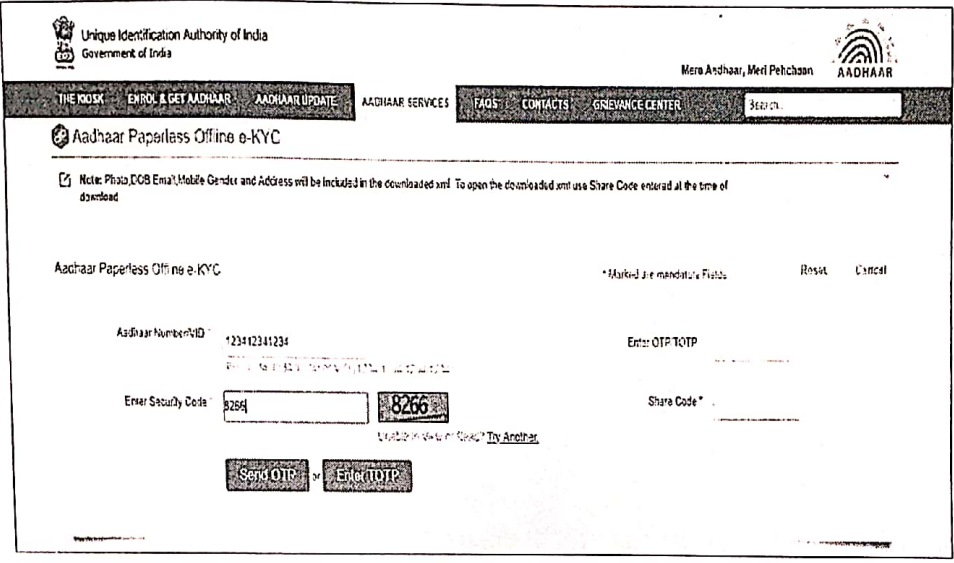 Unique Identification Authority of India
Government of India
Mera Aadhaar, Meri Pehchaan
AADHAAR
THE KIOSK ENROL & GET AADHAAR AADHAAR UPDATE AADHAAR SERVICES FAQS CONTACTS GRIEVANCE CENTER Search..
Aadhaar Paperless Offline e-KYC
Note: Photo,DOB Email,Mobile Gender and Address will be included in the downloaded xml To open the downloaded xml use Share Code entered at the time of
download
Aadhaar Paperless Offline e-KYC * Marked are mandatory Fields Reset Cancel
Aadhaar Number/VID * 123412341234 Enter OTP TOTP
Enter Security Code * 8266 8266 Share Code *
Try Another.
Send OTP or Enter TOTP